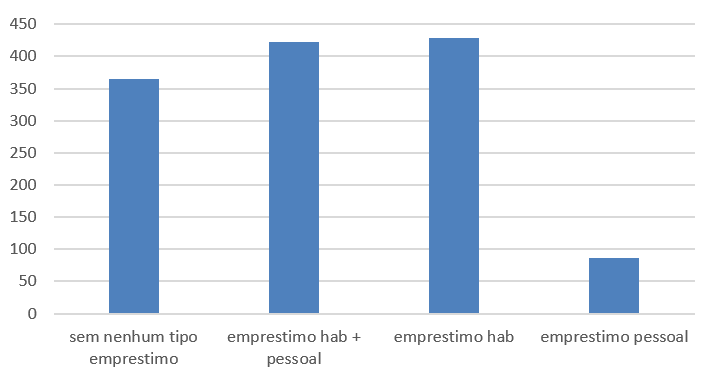 450
400
350
300
250
200
150
100
50
0
sem nenhum tipo
emprestimo
emprestimo hab +
pessoal
emprestimo hab
emprestimo pessoal